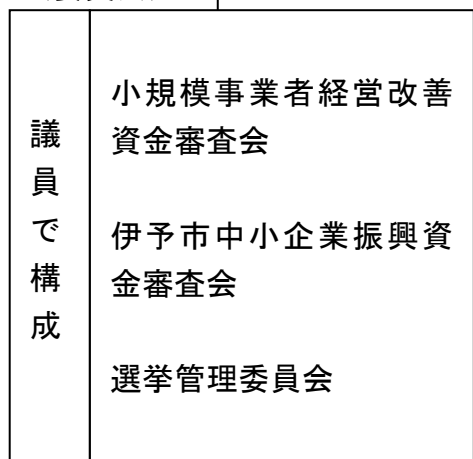 議員で構成
小規模事業者経営改善
資金審査会
伊予市中小企業振興資
金審査会
選挙管理委員会